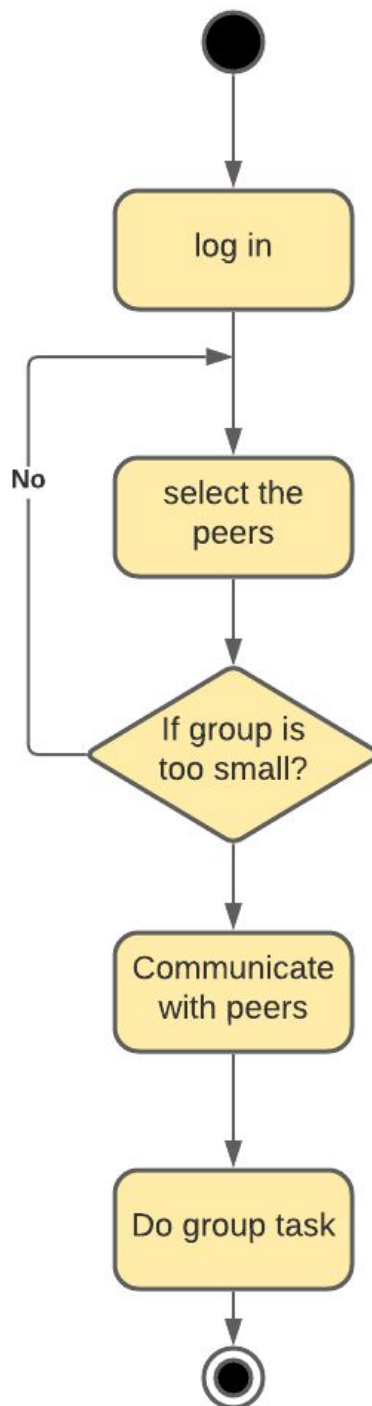 log in
No
select the
peers
If group is
too small?
Communicate
with peers
Do group task